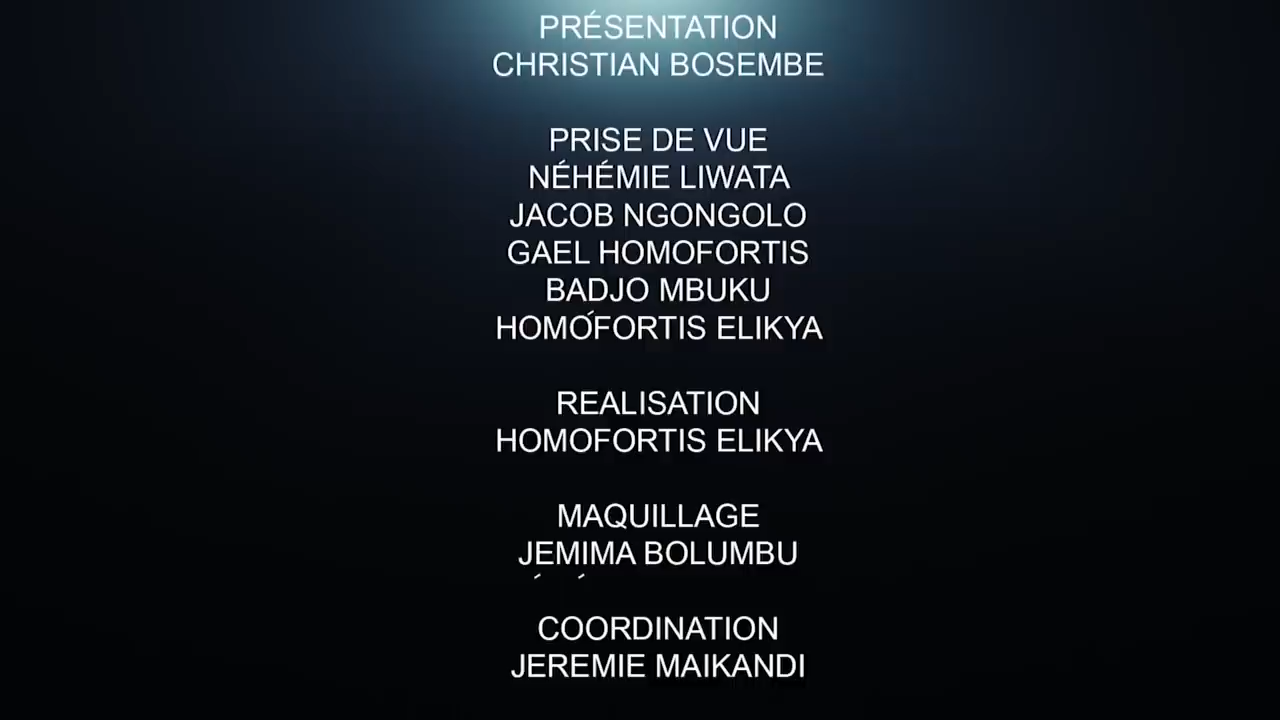 PRÉSENTATION
CHRISTIAN BOSEMBE
PRISE DE VUE
NÉHÉMIE LIWATA
JACOB NGONGOLO
GAEL HOMOFORTIS
BADJO MBUKU
HOMOFORTIS ELIKYA
REALISATION
HOMOFORTIS ELIKYA
MAQUILLAGE
JEMIMA BOLUMBU
COORDINATION
JEREMIE MAIKANDI